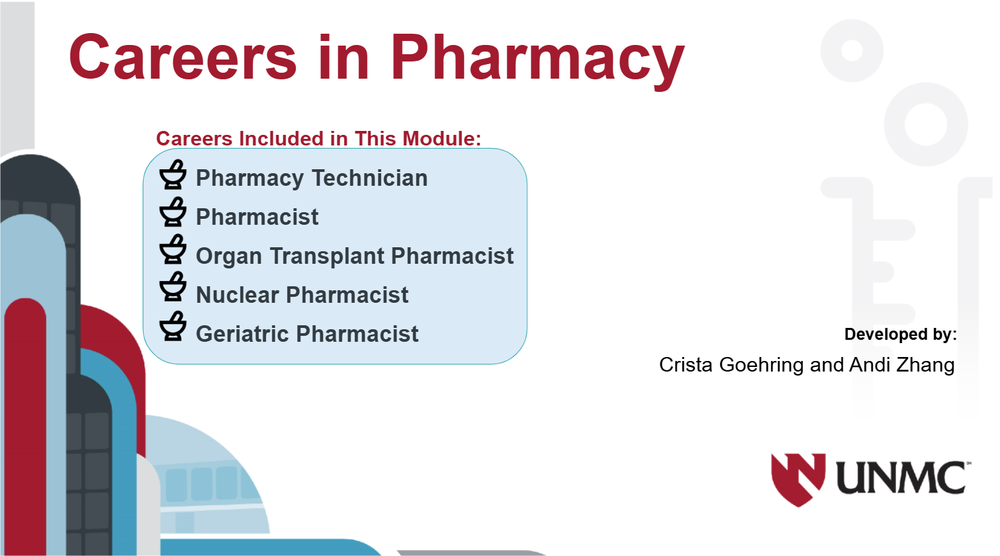 Careers in Pharmacy
Careers Included in This Module:
Pharmacy Technician
Pharmacist
Organ Transplant Pharmacist
Nuclear Pharmacist
Geriatric Pharmacist
Developed by:
Crista Goehring and Andi Zhang
UNMC